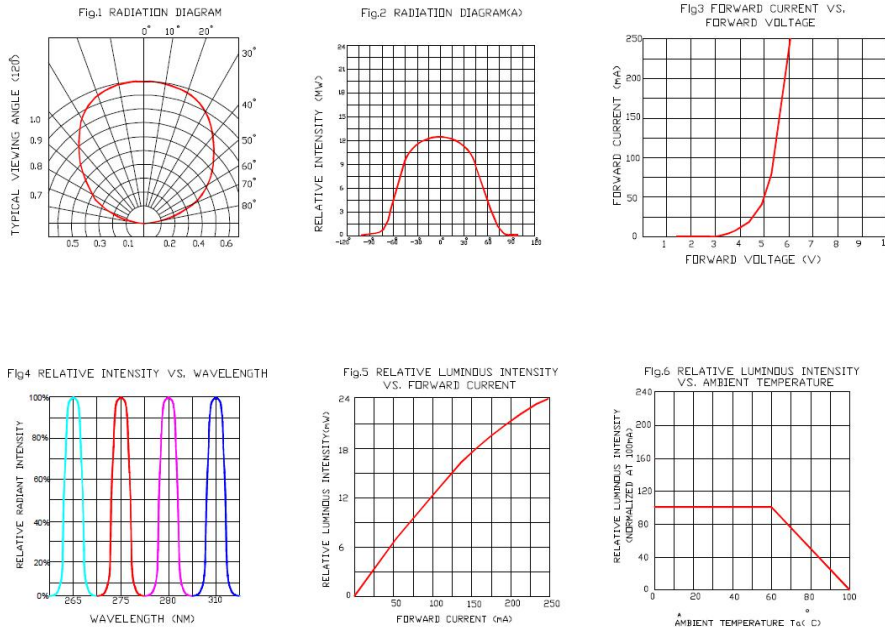 Fig.1 RADIATION DIAGRAM
0° 10° 20°
30°
40°
50°
60°
70°
80°
1.0
0.9
0.8
0.7
0.5 0.3 0.1 0.2 0.4 0.6
TYPICAL VIEWING ANGLE (120°)
Fig.2 RADIATION DIAGRAM(A)
RELATIVE INTENSITY (MW)
24
21
18
15
12
9
6
3
0
-120° -90° -60° -30° 0° 30° 60° 90° 120°
FIg3 FORWARD CURRENT VS.
FORWARD VOLTAGE
FORWARD CURRENT (mA)
250
200
150
100
50
0
1 2 3 4 5 6 7 8 9 10
FORWARD VOLTAGE (V)
FIg4 RELATIVE INTENSITY VS. WAVELENGTH
RELATIVE RADIANT INTENSITY
100%
80%
60%
40%
20%
0%
265 275 280 310
WAVELENGTH (NM)
Fig.5 RELATIVE LUMINOUS INTENSITY
VS. FORWARD CURRENT
RELATIVE LUMINOUS INTENSITY(mW)
24
18
12
6
0
50 100 150 200 250
FORWARD CURRENT (mA)
Fig.6 RELATIVE LUMINOUS INTENSITY
VS. AMBIENT TEMPERATURE
RELATIVE LUMINOUS INTENSITY
(NORMALIZED AT 100mA)
240
200
160
120
80
40
0
0 20 40 60 80 100
AMBIENT TEMPERATURE Ta(°C)